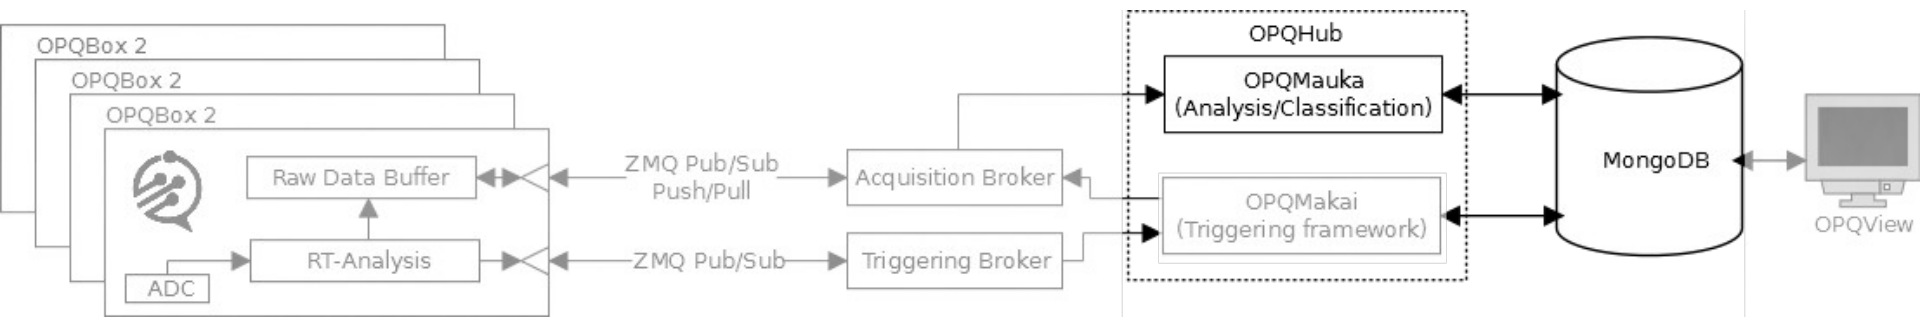 OPQBox 2
OPQBox 2
OPQBox 2
Raw Data Buffer
RT-Analysis
ADC
ZMQ Pub/Sub
Push/Pull
ZMQ Pub/Sub
Acquisition Broker
Triggering Broker
OPQHub
OPQMauka
(Analysis/Classification)
OPQMakai
(Triggering framework)
MongoDB
OPQView